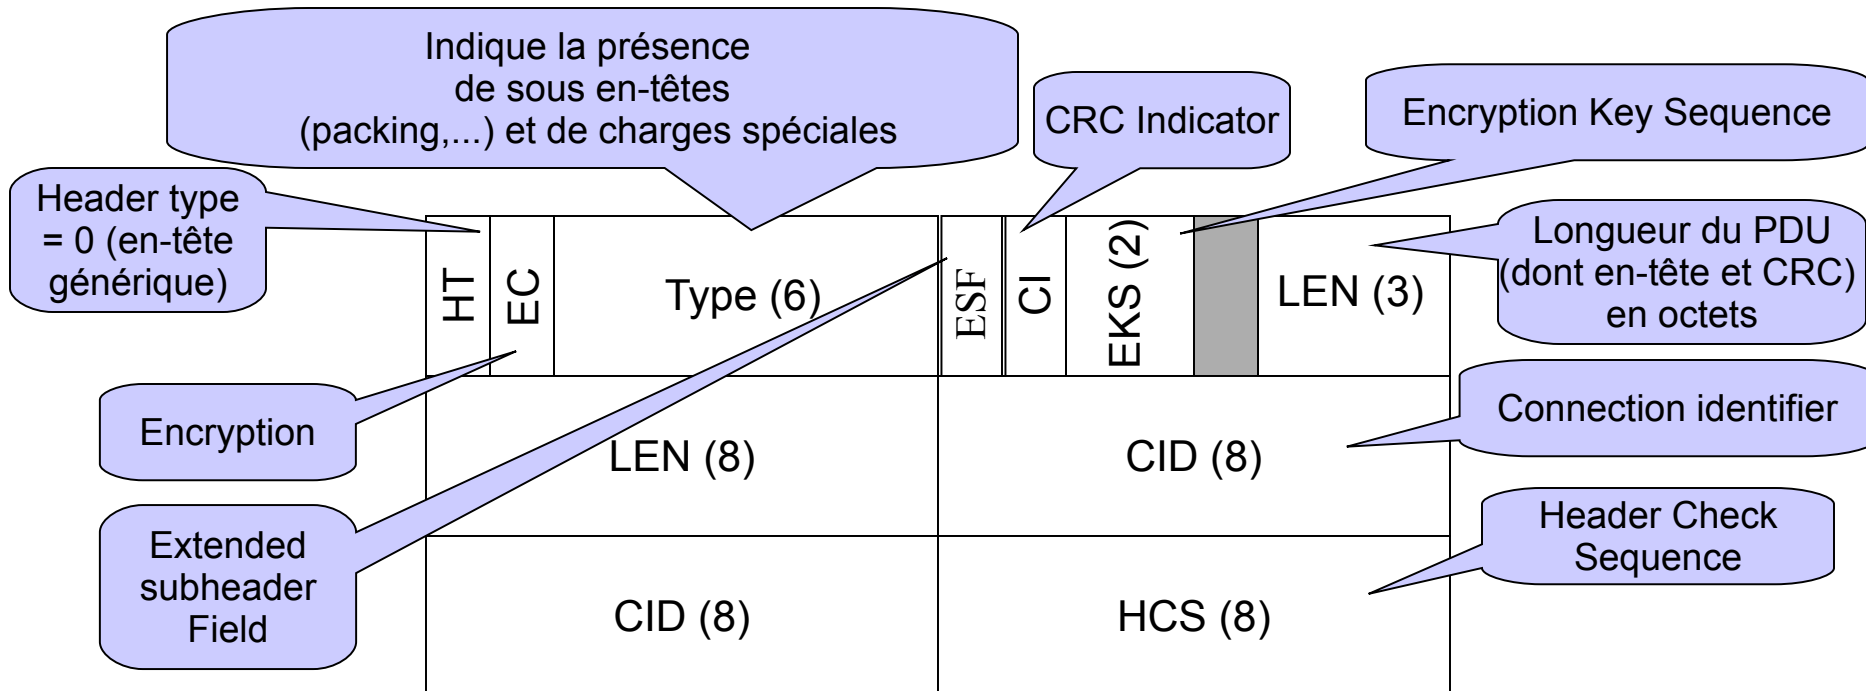 Indique la présence
de sous en-têtes
(packing,...) et de charges spéciales
CRC Indicator
Encryption Key Sequence
Header type
= 0 (en-tête
générique)
HT
EC
Type (6)
ESF
CI
EKS (2)
LEN (3)
Longueur du PDU
(dont en-tête et CRC)
en octets
Encryption
LEN (8)
CID (8)
Connection identifier
Extended
subheader
Field
CID (8)
HCS (8)
Header Check
Sequence